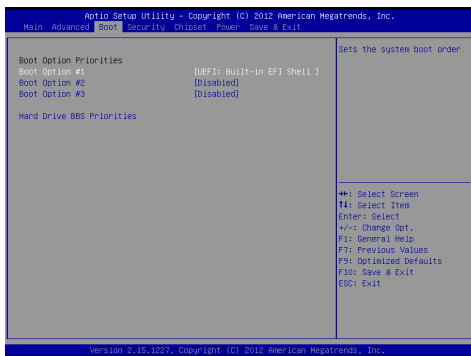 Aptio Setup Utility – Copyright (C) 2012 American Megatrends, Inc.
Main Advanced Boot Security Chipset Power Save & Exit
Boot Option Priorities
Boot Option #1 [UEFI: Built-in EFI Shell ]
Boot Option #2 [Disabled]
Boot Option #3 [Disabled]
Hard Drive BBS Priorities
Sets the system boot order
→←: Select Screen
↑↓: Select Item
Enter: Select
+/-: Change Opt.
F1: General Help
F7: Previous Values
F9: Optimized Defaults
F10: Save & Exit
ESC: Exit
Version 2.15.1227. Copyright (C) 2012 American Megatrends, Inc.